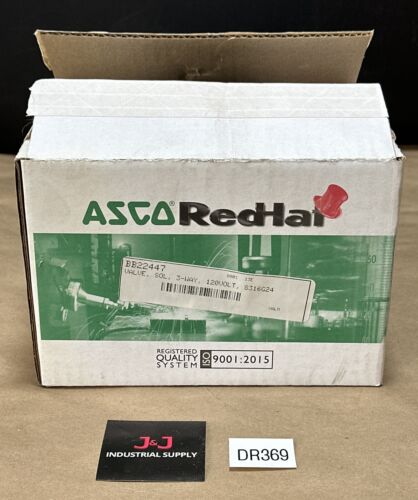 ASCO® RedHat
BB22447
VALVE, SOL, 3-WAY, 120VOLT, 8316G24
REGISTERED
QUALITY
SYSTEM
ISO 9001:2015
J&J
INDUSTRIAL SUPPLY
DR369